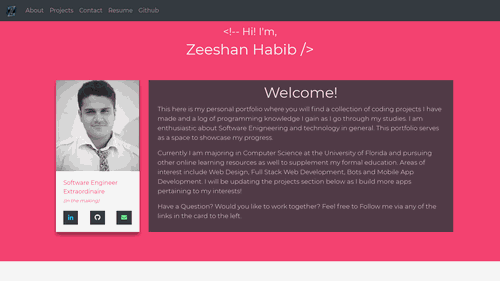 About Projects Contact Resume Github
<!-- Hi! I'm,
Zeeshan Habib />
Welcome!
This here is my personal portfolio where you will find a collection of coding projects I have
made and a log of programming knowledge I gain as I go through my studies. I am
enthusiastic about Software Engineering and technology in general. This portfolio serves
as a space to showcase my progress.
Currently I am majoring in Computer Science at the University of Florida and pursuing
other online learning resources as well to supplement my formal education. Areas of
interest include Web Design, Full Stack Web Development, Bots and Mobile App
Development. I will be updating the projects section below as I build more apps
pertaining to my interests!
Have a Question? Would you like to work together? Feel free to Follow me via any of the
links in the card to the left.
Software Engineer
Extraordinaire
(In the making)
in